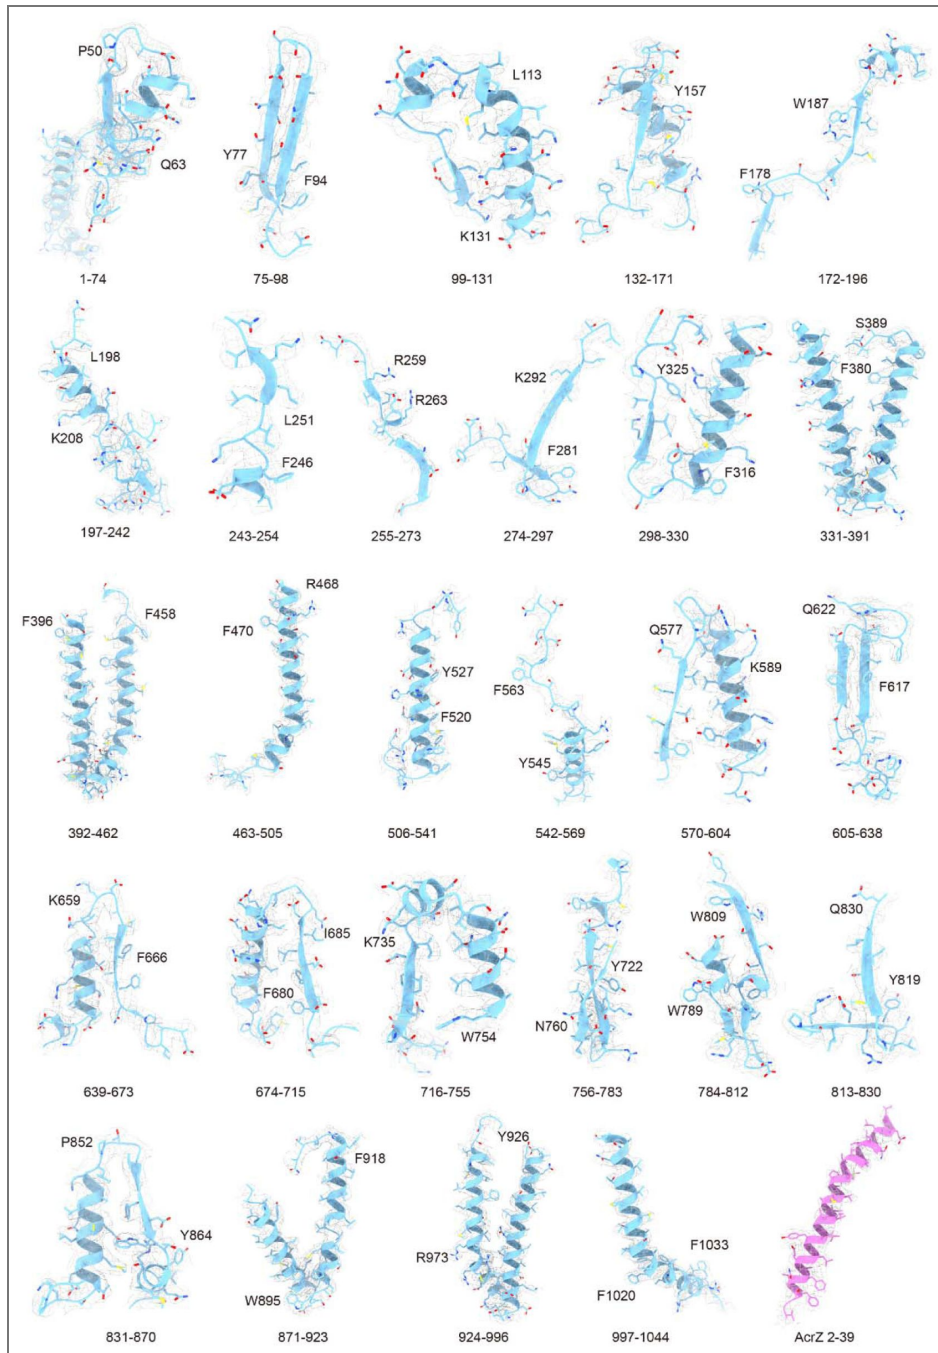 P50
Q63
1-74
Y77
F94
75-98
L113
K131
99-131
Y157
132-171
W187
F178
172-196
L198
K208
197-242
L251
F246
243-254
R259
R263
255-273
K292
F281
274-297
Y325
F316
298-330
S389
F380
331-391
F396
F458
392-462
R468
F470
463-505
Y527
F520
506-541
F563
Y545
542-569
Q577
K589
570-604
Q622
F617
605-638
K659
F666
639-673
I685
F680
674-715
K735
W754
716-755
Y722
N760
756-783
W809
W789
784-812
Q830
Y819
813-830
P852
Y864
831-870
F918
W895
871-923
Y926
R973
924-996
F1033
F1020
997-1044
AcrZ 2-39